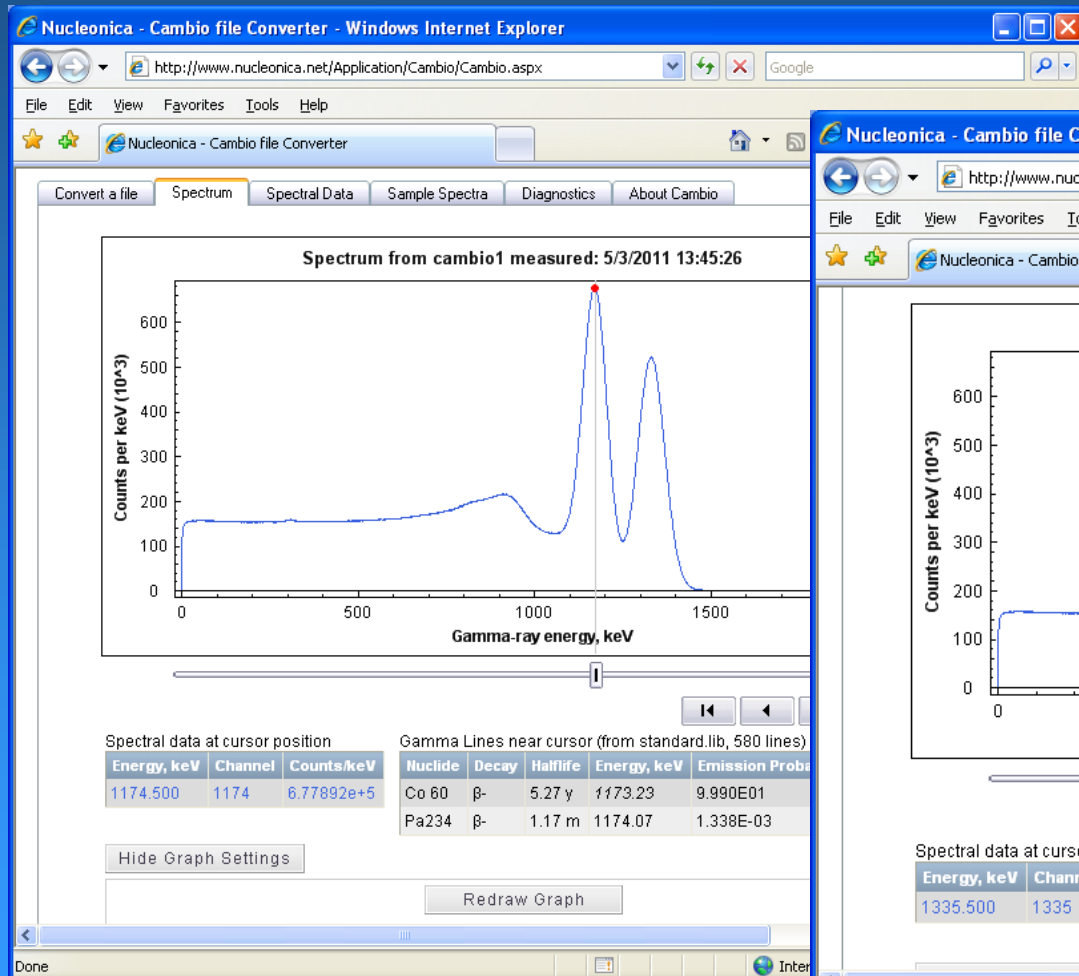 Nucleonica - Cambio file Converter - Windows Internet Explorer
http://www.nucleonica.net/Application/Cambio/Cambio.aspx
Google
File Edit View Favorites Tools Help
Nucleonica - Cambio file Converter
Convert a file Spectrum Spectral Data Sample Spectra Diagnostics About Cambio
Spectrum from cambio1 measured: 5/3/2011 13:45:26
Counts per keV (10^3)
600
500
400
300
200
100
0
0 500 1000 1500
Gamma-ray energy, keV
Spectral data at cursor position
Energy, keV Channel Counts/keV
1174.500 1174 6.77892e+5
Gamma Lines near cursor (from standard.lib, 580 lines)
Nuclide Decay Halflife Energy, keV Emission Proba
Co 60 β- 5.27 y 1173.23 9.990E01
Pa234 β- 1.17 m 1174.07 1.338E-03
Hide Graph Settings
Redraw Graph
Done
Inter
Nucleonica - Cambio file C
http://www.nuc
File Edit View Favorites To
Nucleonica - Cambio
Counts per keV (10^3)
600
500
400
300
200
100
0
0
Spectral data at curso
Energy, keV Chann
1335.500 1335